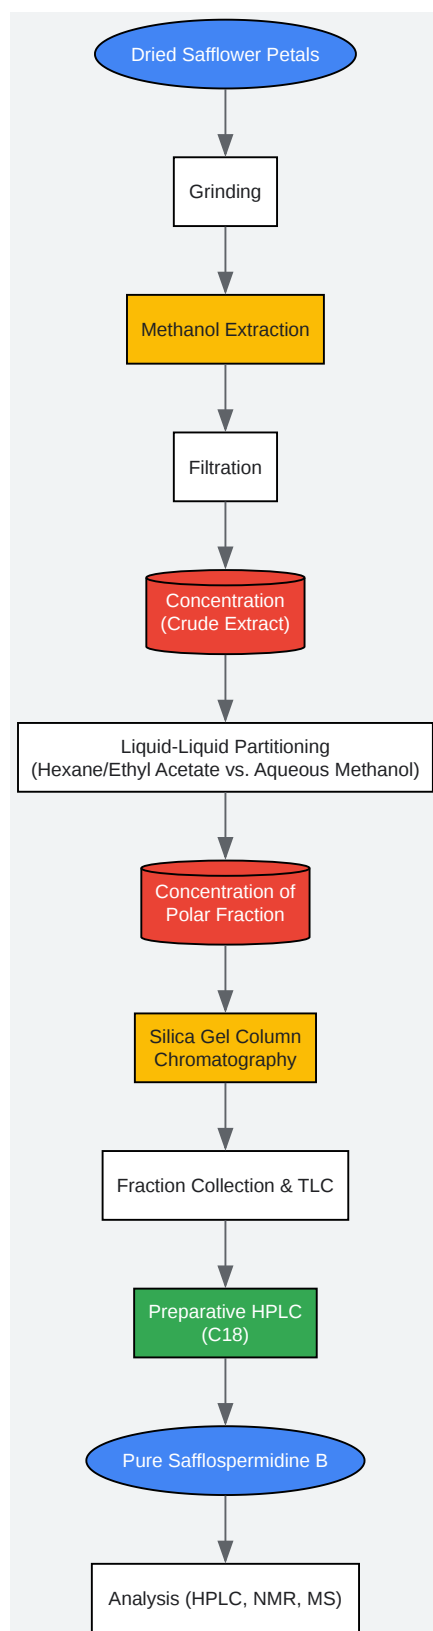 Dried Safflower Petals
Grinding
Methanol Extraction
Filtration
Concentration
(Crude Extract)
Liquid-Liquid Partitioning
(Hexane/Ethyl Acetate vs. Aqueous Methanol)
Concentration of
Polar Fraction
Silica Gel Column
Chromatography
Fraction Collection & TLC
Preparative HPLC
(C18)
Pure Safflospermidine B
Analysis (HPLC, NMR, MS)